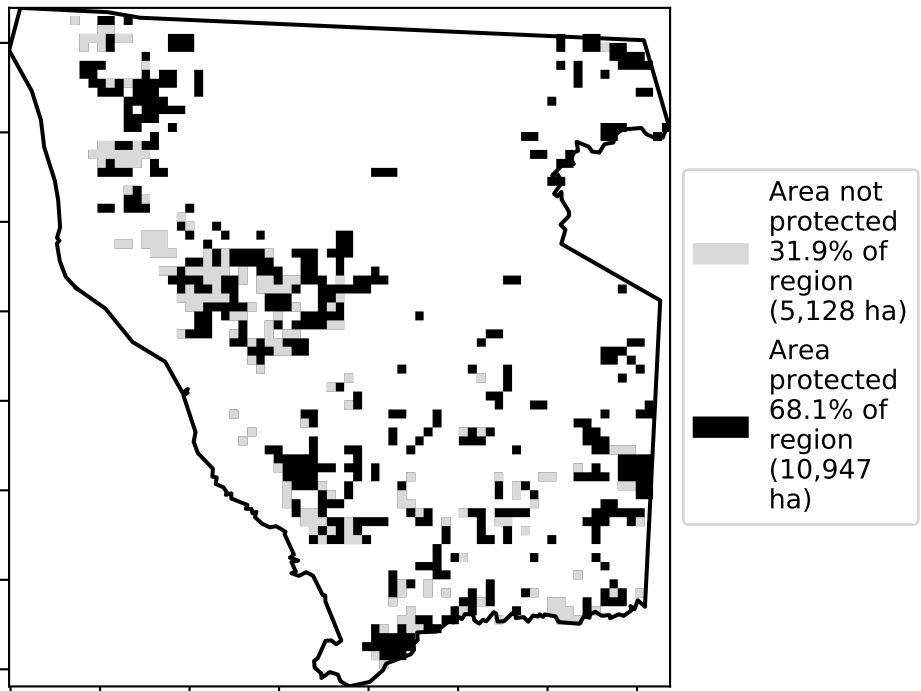 Area not
protected
31.9% of
region
(5,128 ha)
Area
protected
68.1% of
region
(10,947
ha)